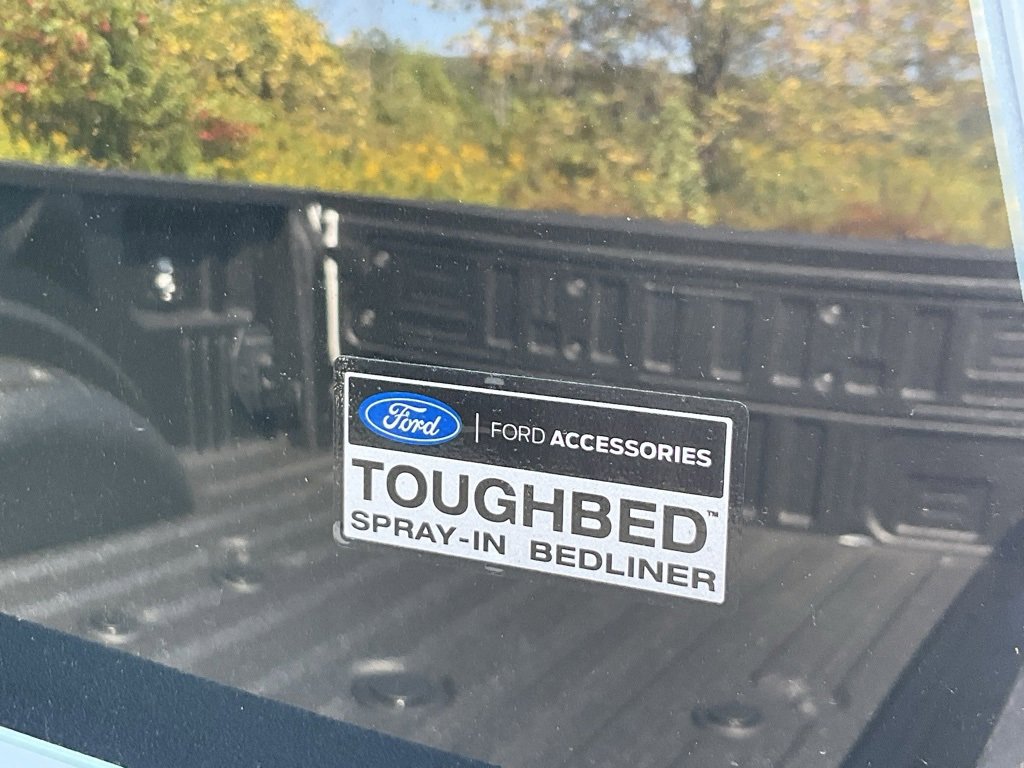 Ford | FORD ACCESSORIES
TOUGHBED™
SPRAY-IN BEDLINER